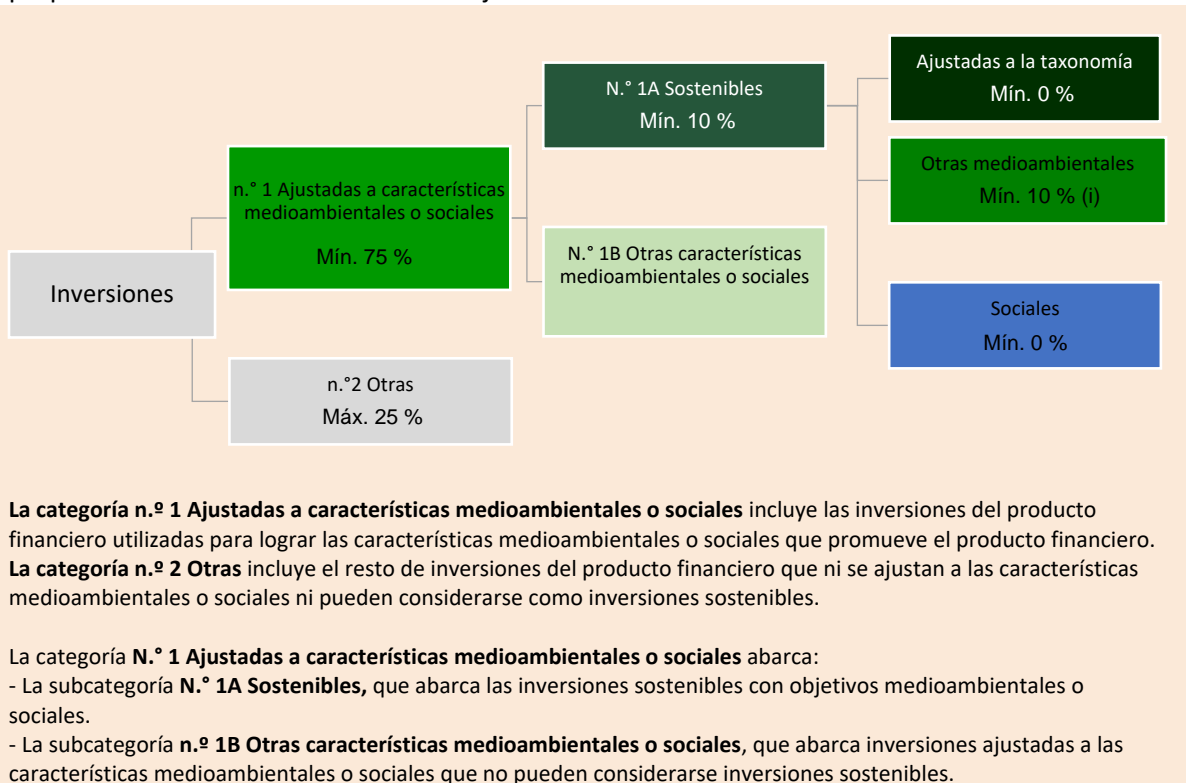 Ajustadas a la taxonomía
Mín. 0 %
N.° 1A Sostenibles
Mín. 10 %
Otras medioambientales
Mín. 10 % (i)
n.° 1 Ajustadas a características
medioambientales o sociales
Mín. 75 %
N.° 1B Otras características
medioambientales o sociales
Inversiones
Sociales
Mín. 0 %
n.°2 Otras
Máx. 25 %
La categoría n.º 1 Ajustadas a características medioambientales o sociales incluye las inversiones del producto
financiero utilizadas para lograr las características medioambientales o sociales que promueve el producto financiero.
La categoría n.º 2 Otras incluye el resto de inversiones del producto financiero que ni se ajustan a las características
medioambientales o sociales ni pueden considerarse como inversiones sostenibles.
La categoría N.° 1 Ajustadas a características medioambientales o sociales abarca:
- La subcategoría N.° 1A Sostenibles, que abarca las inversiones sostenibles con objetivos medioambientales o
sociales.
- La subcategoría n.º 1B Otras características medioambientales o sociales, que abarca inversiones ajustadas a las
características medioambientales o sociales que no pueden considerarse inversiones sostenibles.